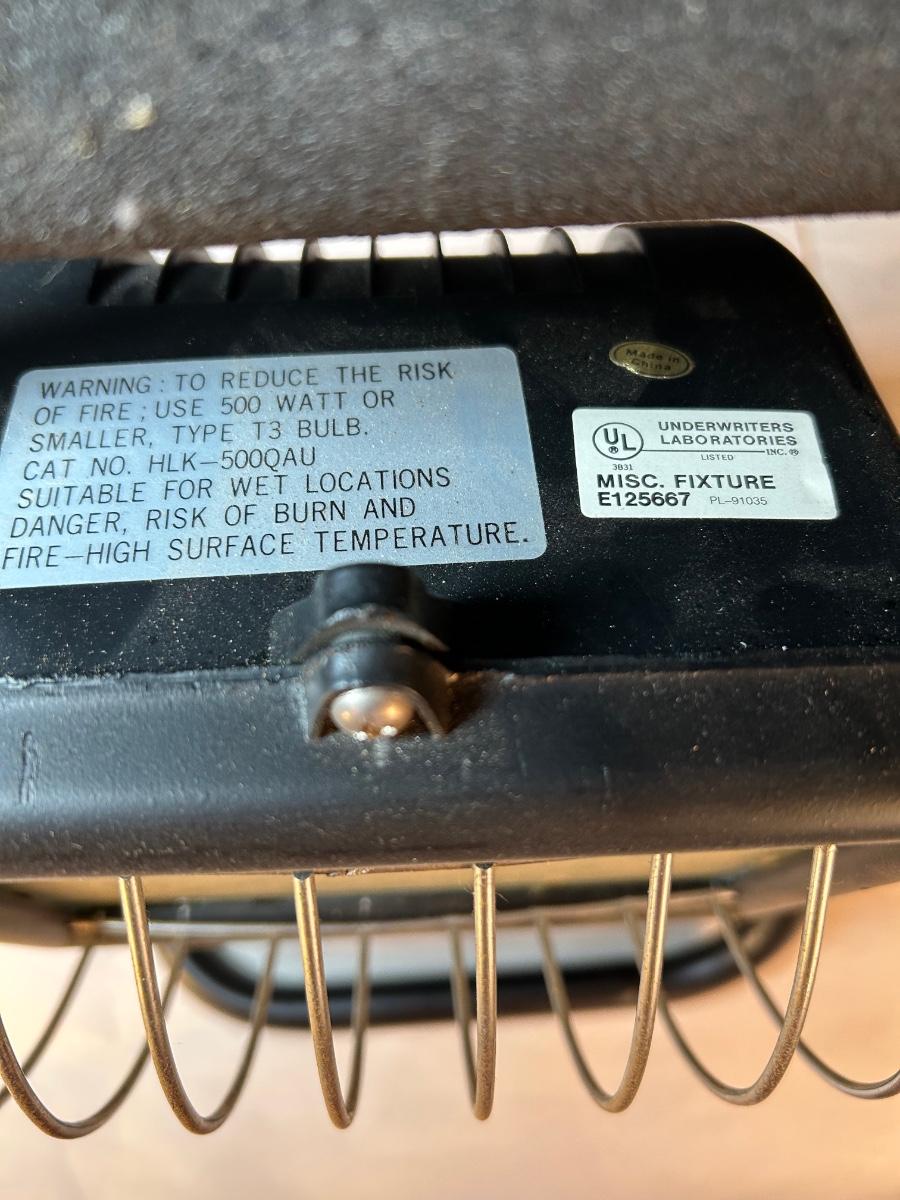 Made in
China
WARNING : TO REDUCE THE RISK
OF FIRE ; USE 500 WATT OR
SMALLER, TYPE T3 BULB.
CAT NO. HLK-500QAU
SUITABLE FOR WET LOCATIONS
DANGER, RISK OF BURN AND
FIRE-HIGH SURFACE TEMPERATURE.
UL ®
UNDERWRITERS
LABORATORIES
INC. ®
LISTED
3B31
MISC. FIXTURE
E125667 PL-91035